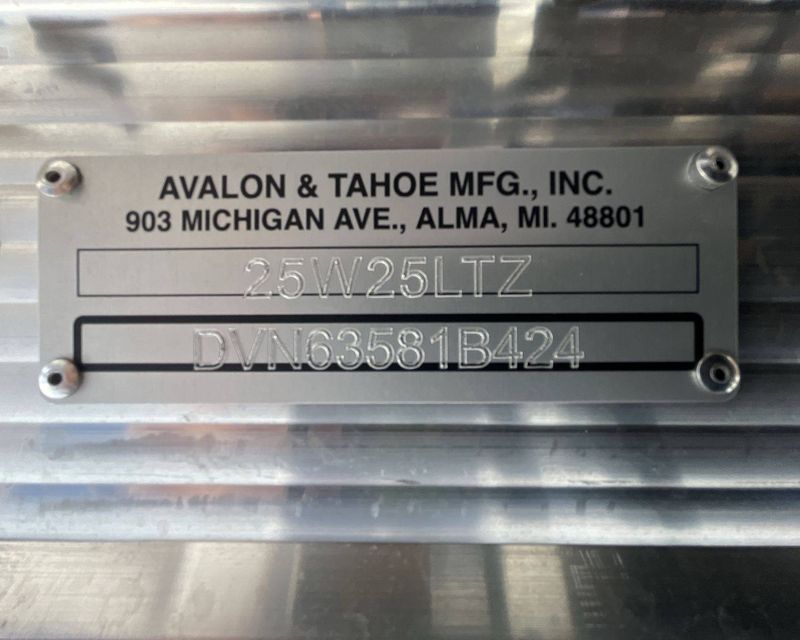 AVALON & TAHOE MFG., INC.
903 MICHIGAN AVE., ALMA, MI. 48801
25W25LTZ
DVN63581B424